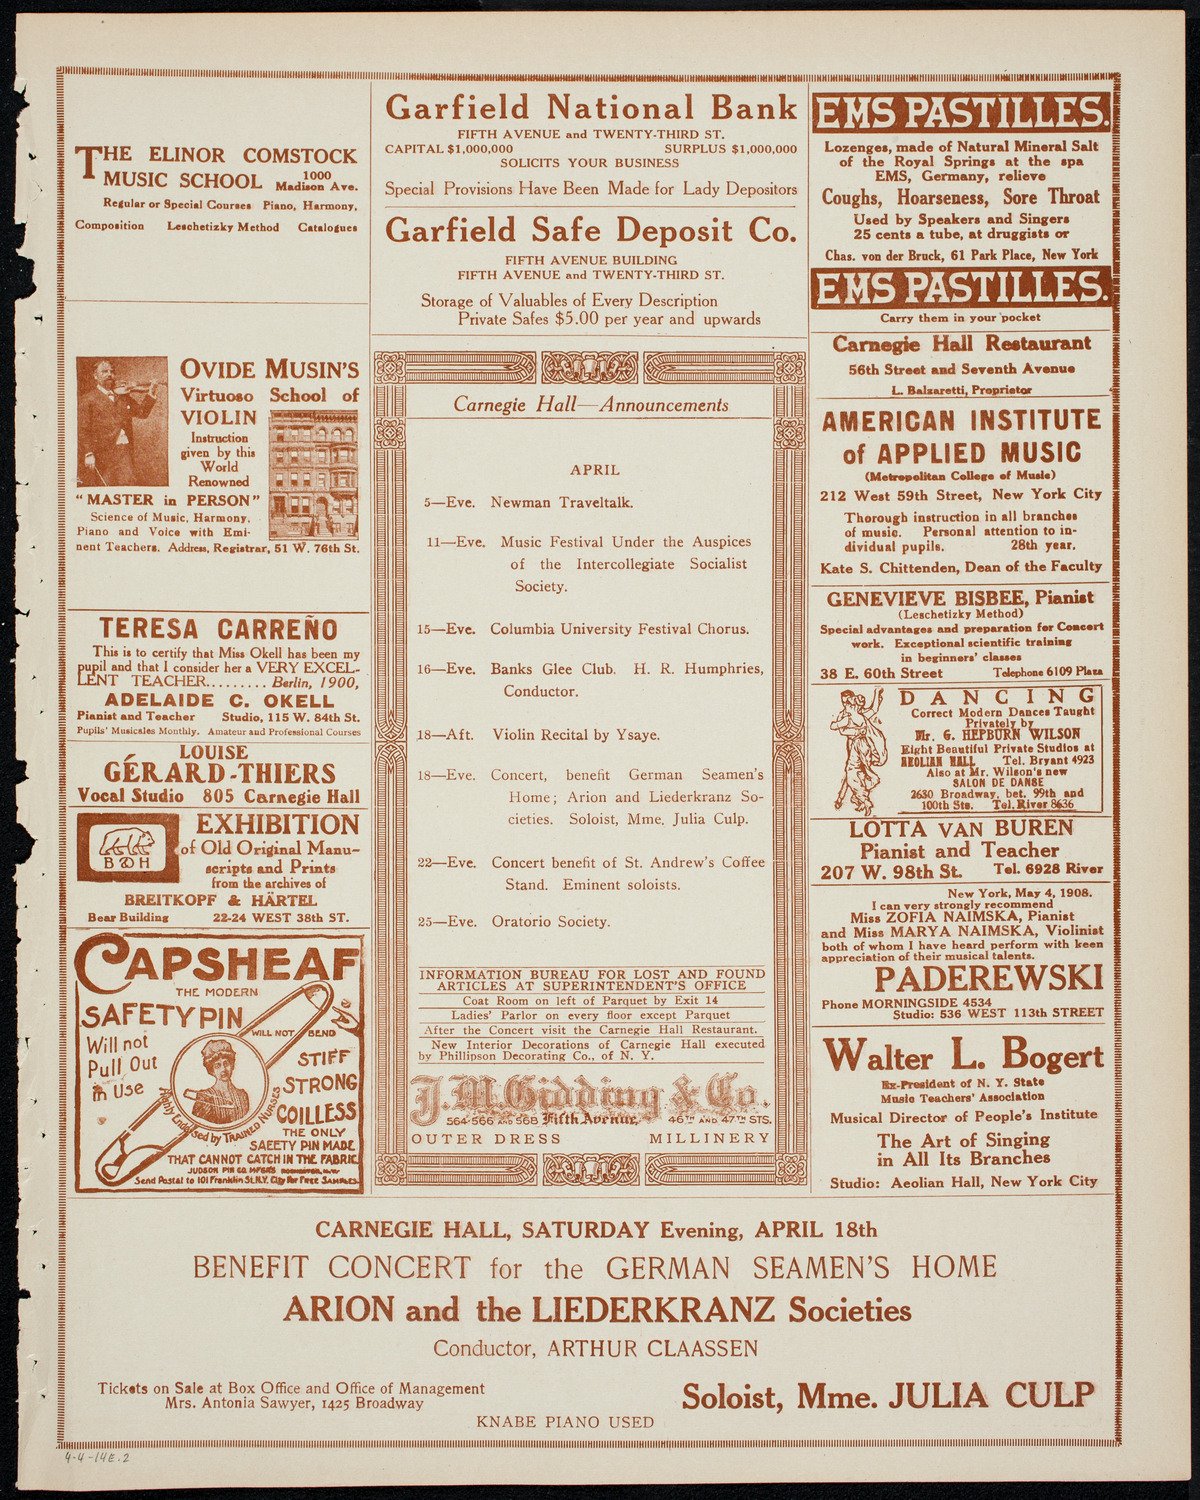 THE ELINOR COMSTOCK
MUSIC SCHOOL 1000 Madison Ave.
Regular or Special Courses Piano, Harmony,
Composition Leschetizky Method Catalogues
OVIDE MUSIN'S
Virtuoso School of
VIOLIN
Instruction
given by this
World
Renowned
"MASTER in PERSON"
Science of Music, Harmony,
Piano and Voice with Emi-
nent Teachers. Address, Registrar, 51 W. 76th St.
TERESA CARREÑO
This is to certify that Miss Okell has been my
pupil and that I consider her a VERY EXCEL-
LENT TEACHER......... Berlin, 1900,
ADELAIDE C. OKELL
Pianist and Teacher Studio, 115 W. 84th St.
Pupils' Musicales Monthly. Amateur and Professional Courses
LOUISE
GÉRARD-THIERS
Vocal Studio 805 Carnegie Hall
B & H
EXHIBITION
of Old Original Manu-
scripts and Prints
from the archives of
BREITKOPF & HÄRTEL
Bear Building 22-24 WEST 38th ST.
CAPSHEAF
THE MODERN
SAFETY PIN
WILL NOT BEND
Will not
Pull Out
in Use
STIFF
STRONG
COILLESS
Highly Endorsed by TRAINED NURSES
THE ONLY
SAFETY PIN MADE
THAT CANNOT CATCH IN THE FABRIC
JUDSON PIN CO. MFGRS
Send Postal to 101 Franklin St. N.Y. City For FREE SAMPLES
Garfield National Bank
FIFTH AVENUE and TWENTY-THIRD ST.
CAPITAL $1,000,000 SURPLUS $1,000,000
SOLICITS YOUR BUSINESS
Special Provisions Have Been Made for Lady Depositors
Garfield Safe Deposit Co.
FIFTH AVENUE BUILDING
FIFTH AVENUE and TWENTY-THIRD ST.
Storage of Valuables of Every Description
Private Safes $5.00 per year and upwards
Carnegie Hall—Announcements
APRIL
5—Eve. Newman Traveltalk.
11—Eve. Music Festival Under the Auspices
of the Intercollegiate Socialist
Society.
15—Eve. Columbia University Festival Chorus.
16—Eve. Banks Glee Club. H. R. Humphries,
Conductor.
18—Aft. Violin Recital by Ysaye.
18—Eve. Concert, benefit German Seamen's
Home; Arion and Liederkranz So-
cieties. Soloist, Mme. Julia Culp.
22—Eve. Concert benefit of St. Andrew's Coffee
Stand. Eminent soloists.
25—Eve. Oratorio Society.
INFORMATION BUREAU FOR LOST AND FOUND
ARTICLES AT SUPERINTENDENT'S OFFICE
Coat Room on left of Parquet by Exit 14
Ladies' Parlor on every floor except Parquet
After the Concert visit the Carnegie Hall Restaurant.
New Interior Decorations of Carnegie Hall executed
by Phillipson Decorating Co., of N. Y.
J. M. Gidding & Co.
564-566 AND 568 Fifth Avenue, 46TH AND 47TH STS.
OUTER DRESS MILLINERY
EMS PASTILLES.
Lozenges, made of Natural Mineral Salt
of the Royal Springs at the spa
EMS, Germany, relieve
Coughs, Hoarseness, Sore Throat
Used by Speakers and Singers
25 cents a tube, at druggists or
Chas. von der Bruck, 61 Park Place, New York
EMS PASTILLES.
Carry them in your pocket
Carnegie Hall Restaurant
56th Street and Seventh Avenue
L. Balzaretti, Proprietor
AMERICAN INSTITUTE
of APPLIED MUSIC
(Metropolitan College of Music)
212 West 59th Street, New York City
Thorough instruction in all branches
of music. Personal attention to in-
dividual pupils. 28th year.
Kate S. Chittenden, Dean of the Faculty
GENEVIEVE BISBEE, Pianist
(Leschetizky Method)
Special advantages and preparation for Concert
work. Exceptional scientific training
in beginners' classes
38 E. 60th Street Telephone 6109 Plaza
DANCING
Correct Modern Dances Taught
Privately by
Mr. G. HEPBURN WILSON
Eight Beautiful Private Studios at
AEOLIAN HALL Tel. Bryant 4923
Also at Mr. Wilson's new
SALON DE DANSE
2630 Broadway, bet. 99th and
100th Sts. Tel. River 8636
LOTTA VAN BUREN
Pianist and Teacher
207 W. 98th St. Tel. 6928 River
New York, May 4, 1908.
I can very strongly recommend
Miss ZOFIA NAIMSKA, Pianist
and Miss MARYA NAIMSKA, Violinist
both of whom I have heard perform with keen
appreciation of their musical talents.
PADEREWSKI
Phone MORNINGSIDE 4534
Studio: 536 WEST 113th STREET
Walter L. Bogert
Ex-President of N. Y. State
Music Teachers' Association
Musical Director of People's Institute
The Art of Singing
in All Its Branches
Studio: Aeolian Hall, New York City
CARNEGIE HALL, SATURDAY Evening, APRIL 18th
BENEFIT CONCERT for the GERMAN SEAMEN'S HOME
ARION and the LIEDERKRANZ Societies
Conductor, ARTHUR CLAASSEN
Tickets on Sale at Box Office and Office of Management
Mrs. Antonia Sawyer, 1425 Broadway
Soloist, Mme. JULIA CULP
KNABE PIANO USED
4-4-14E.2